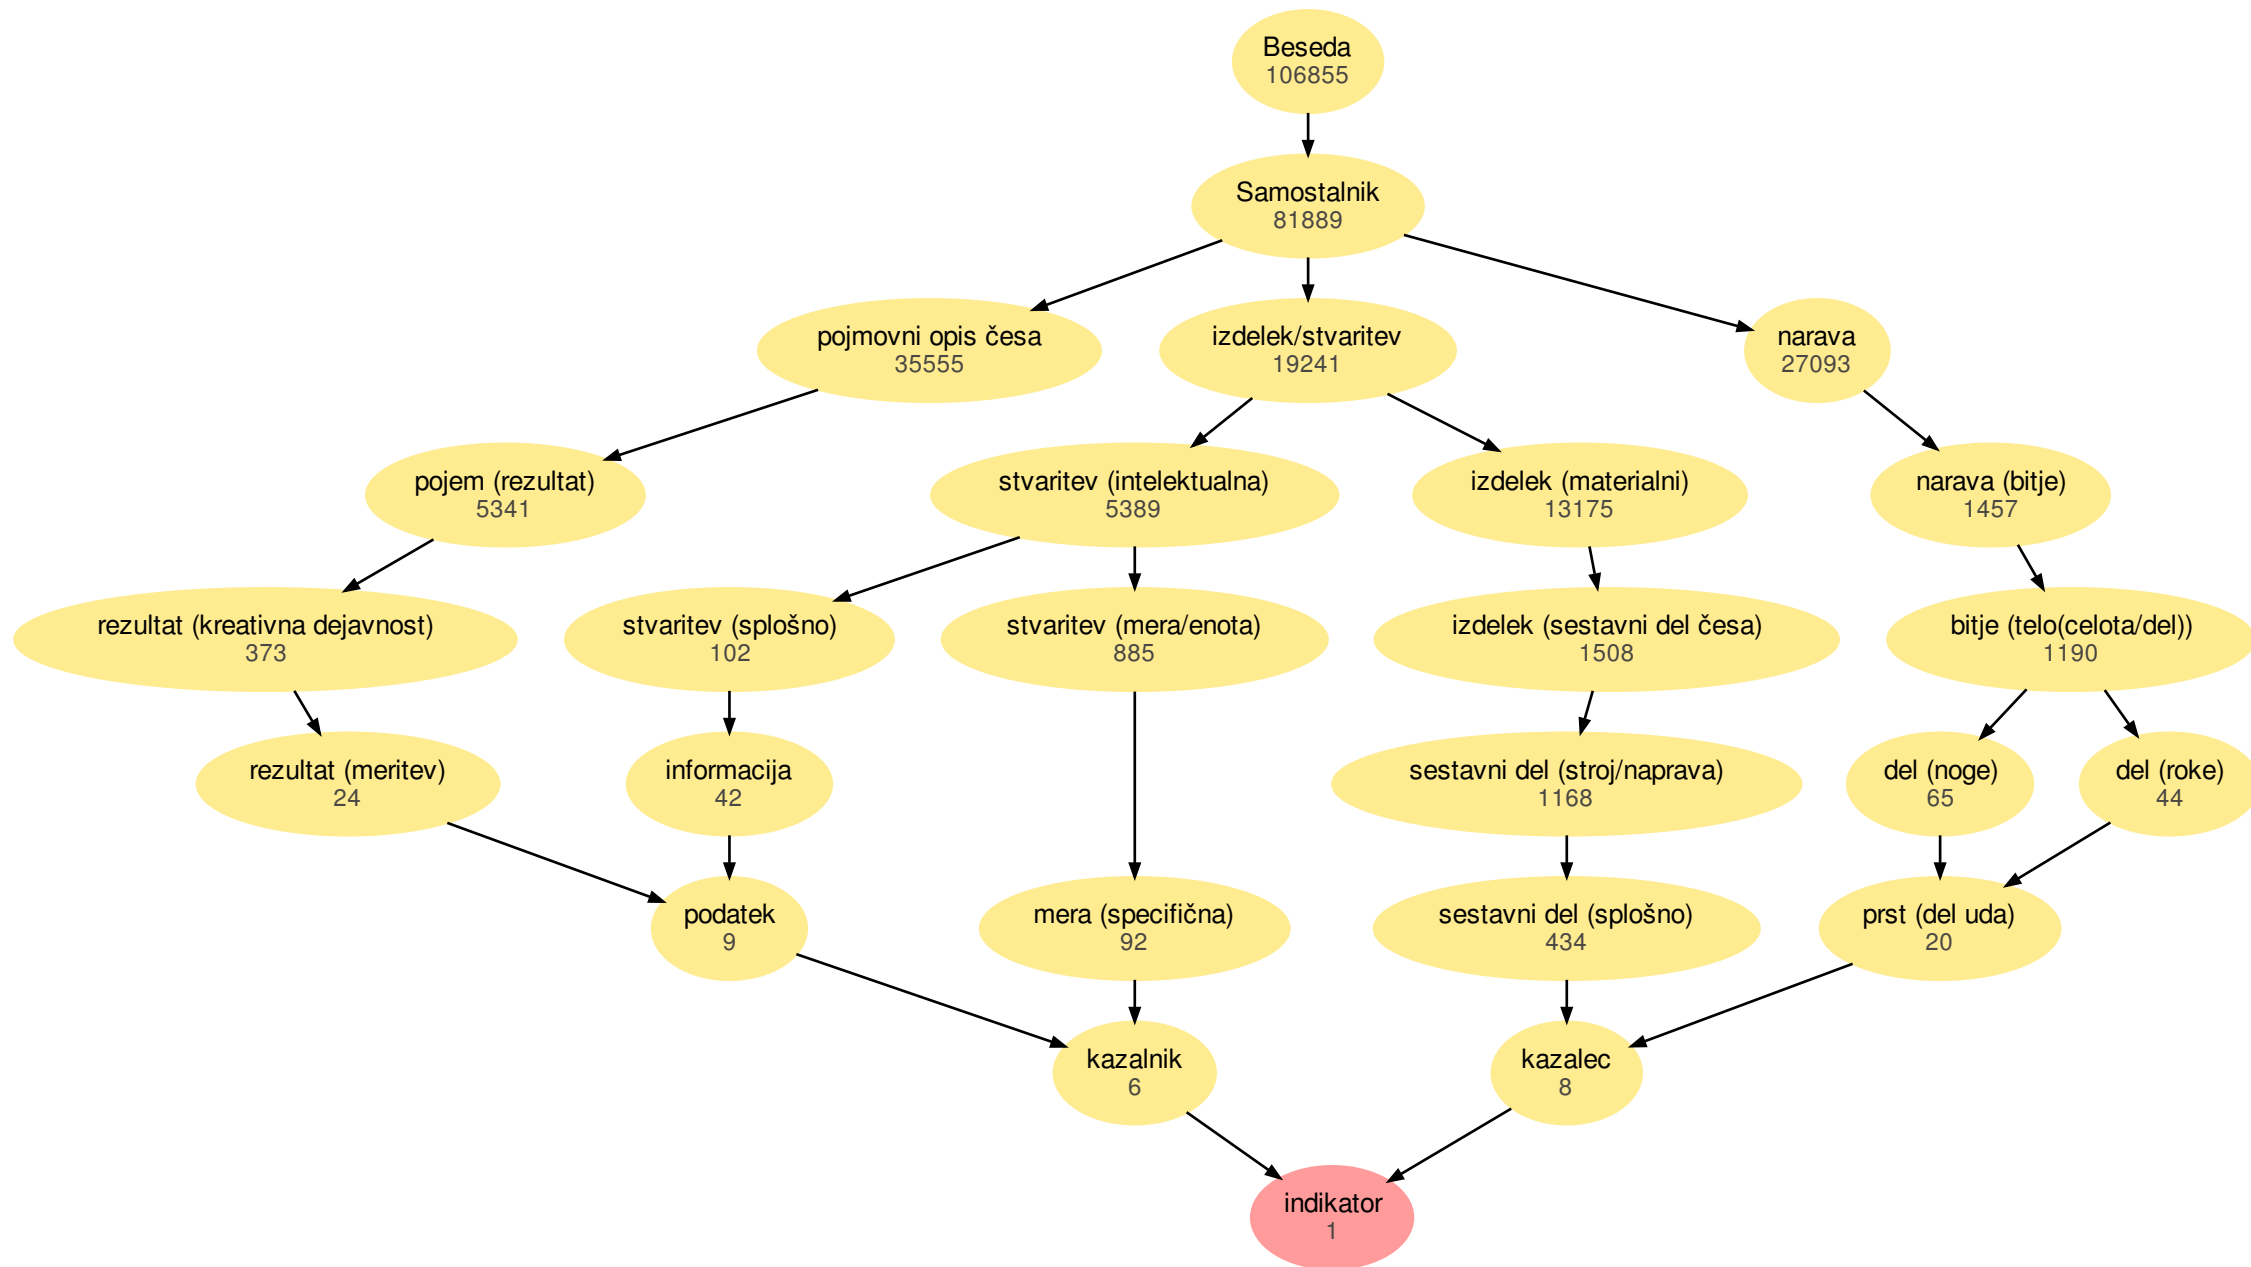 Beseda
106855
Samostalnik
81889
pojmovni opis česa
35555
izdelek/stvaritev
19241
narava
27093
pojem (rezultat)
5341
stvaritev (intelektualna)
5389
izdelek (materialni)
13175
narava (bitje)
1457
rezultat (kreativna dejavnost)
373
stvaritev (splošno)
102
stvaritev (mera/enota)
885
izdelek (sestavni del česa)
1508
bitje (telo(celota/del))
1190
rezultat (meritev)
24
informacija
42
sestavni del (stroj/naprava)
1168
del (noge)
65
del (roke)
44
podatek
9
mera (specifična)
92
sestavni del (splošno)
434
prst (del uda)
20
kazalnik
6
kazalec
8
indikator
1